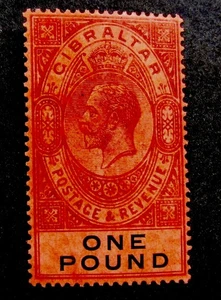 GIBRALTAR
POSTAGE & REVENUE
ONE
POUND